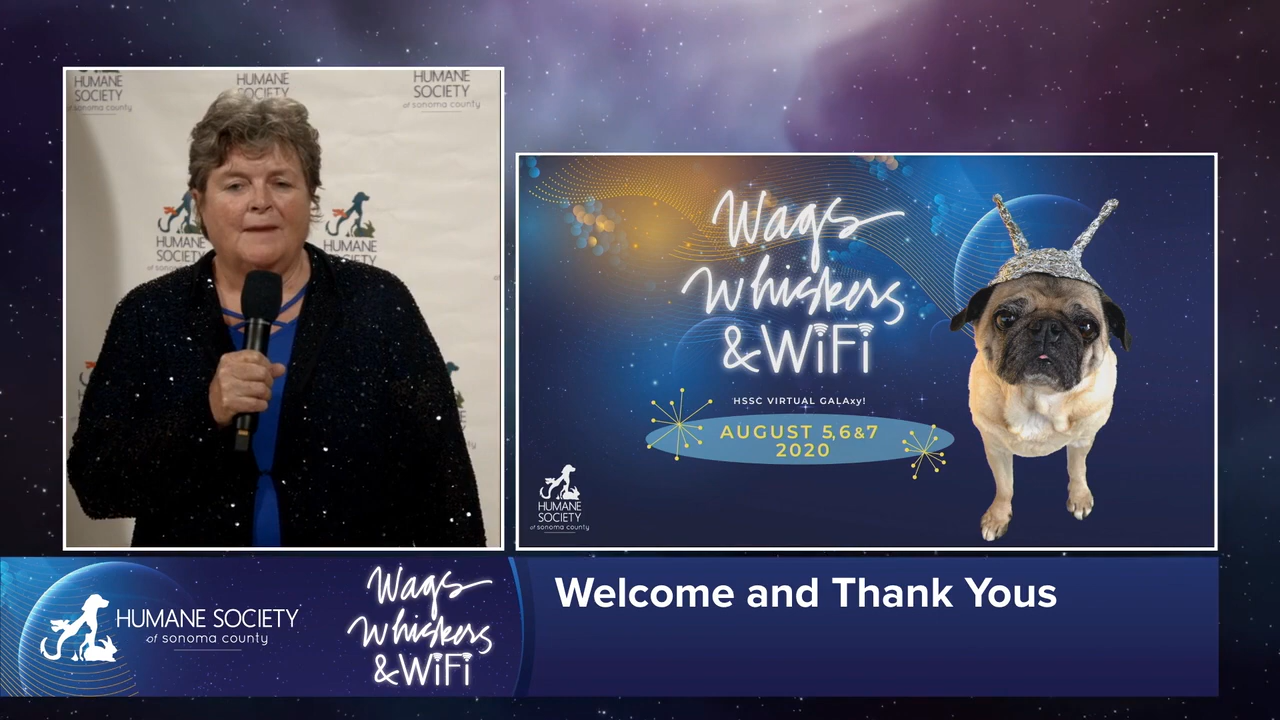 HUMANE
SOCIETY
of sonoma county
HUMANE
SOCIETY
HUMANE
SOCIETY
of sonoma county
HUMANE
SOCIETY
HUMANE
SOCIETY
Wags
Whiskers
& WiFi
HSSC VIRTUAL GALAxy!
AUGUST 5,6&7
2020
HUMANE
SOCIETY
of sonoma county
HUMANE SOCIETY
of sonoma county
Wags
Whiskers
& WiFi
Welcome and Thank Yous